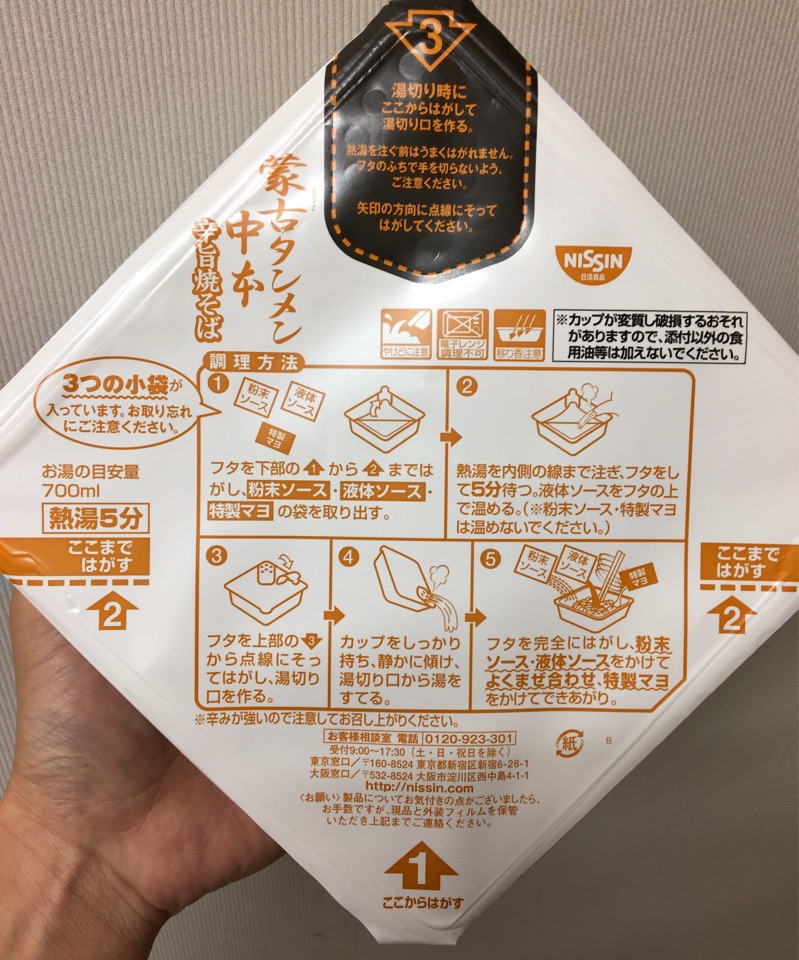 3
湯切り時に
ここからはがして
湯切り口を作る。
熱湯を注ぐ前はうまくはがれません。
フタのふちで手を切らないよう、
ご注意ください。
矢印の方向に点線にそって
はがしてください。
蒙古タンメン
中本
辛旨焼そば
NISSIN
日清食品
やけどに注意
電子レンジ
調理不可
移り香注意
※カップが変質し破損するおそれ
がありますので、添付以外の食
用油等は加えないでください。
3つの小袋が
入っています。お取り忘れ
にご注意ください。
お湯の目安量
700ml
熱湯5分
調理方法
1
粉末
ソース
液体
ソース
特製
マヨ
フタを下部の1から2までは
がし、粉末ソース・液体ソース・
特製マヨの袋を取り出す。
2
熱湯を内側の線まで注ぎ、フタをし
て5分待つ。液体ソースをフタの上
で温める。(※粉末ソース・特製マヨ
は温めないでください。)
3
フタを上部の3
から点線にそっ
てはがし、湯切り
口を作る。
4
カップをしっかり
持ち、静かに傾け、
湯切り口から湯を
すてる。
5
粉末
ソース
液体
ソース
特製
マヨ
フタを完全にはがし、粉末
ソース・液体ソースをかけて
よくまぜ合わせ、特製マヨ
をかけてできあがり。
ここまで
はがす
2
ここまで
はがす
2
※辛みが強いので注意してお召し上がりください。
お客様相談室 電話 0120-923-301
受付9:00〜17:30(土・日・祝日を除く)
東京窓口/〒160-8524 東京都新宿区新宿6-28-1
大阪窓口/〒532-8524 大阪市淀川区西中島4-1-1
http://nissin.com
〈お願い〉製品についてお気付きの点がございましたら、
お手数ですが、現品と外装フィルムを保管
いただき上記までご連絡ください。
紙
B
1
ここからはがす